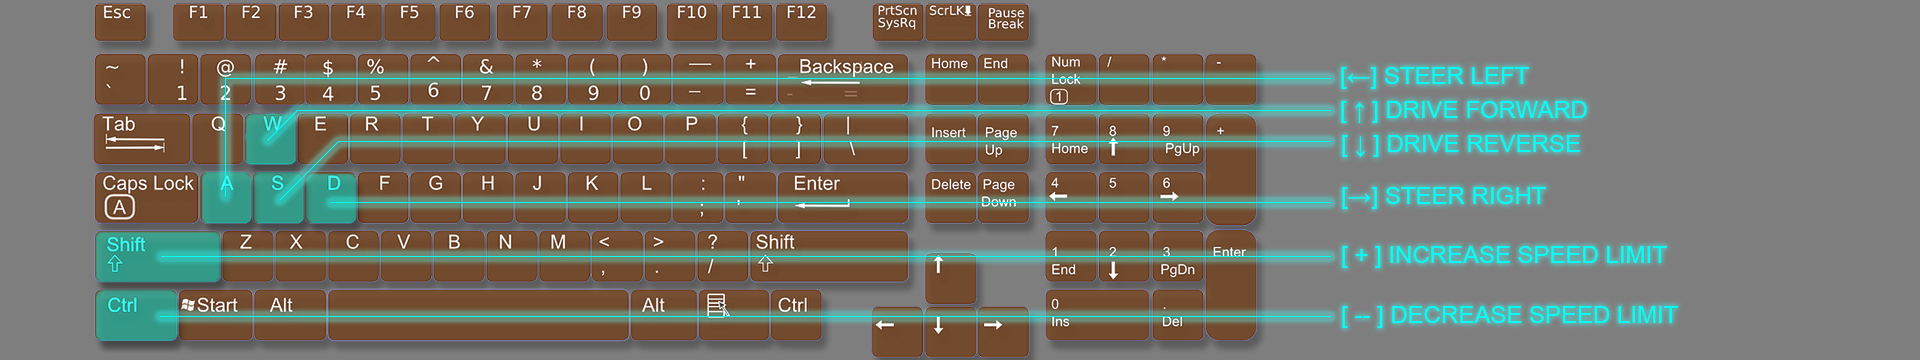 Esc F1 F2 F3 F4 F5 F6 F7 F8 F9 F10 F11 F12 PrtScn SysRq ScrLK Pause Break
~ ` ! 1 @ 2 # 3 $ 4 % 5 ^ 6 & 7 * 8 ( 9 ) 0 — – + = Backspace Home End Num Lock 1 / * -
[←] STEER LEFT
[↑] DRIVE FORWARD
Tab Q W E R T Y U I O P { [ } ] | \ Insert Page Up 7 Home 8 ↑ 9 PgUp +
[↓] DRIVE REVERSE
Caps Lock A A S D F G H J K L : ; " ' Enter Delete Page Down 4 ← 5 6 →
[→] STEER RIGHT
Shift Z X C V B N M < , > . ? / Shift ↑ 1 End 2 ↓ 3 PgDn Enter
[ + ] INCREASE SPEED LIMIT
Ctrl Start Alt Alt Ctrl ← ↓ → 0 Ins . Del
[ -- ] DECREASE SPEED LIMIT